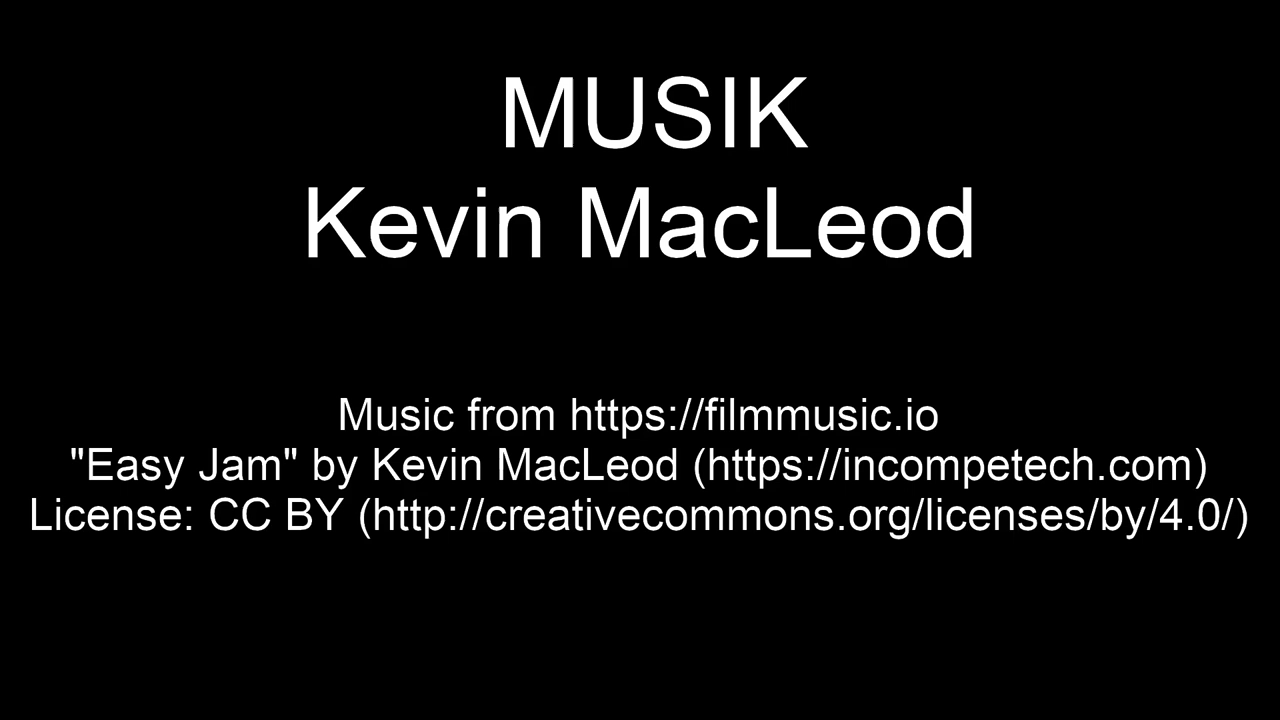 MUSIK
Kevin MacLeod
Music from https://filmmusic.io
"Easy Jam" by Kevin MacLeod (https://incompetech.com)
License: CC BY (http://creativecommons.org/licenses/by/4.0/)